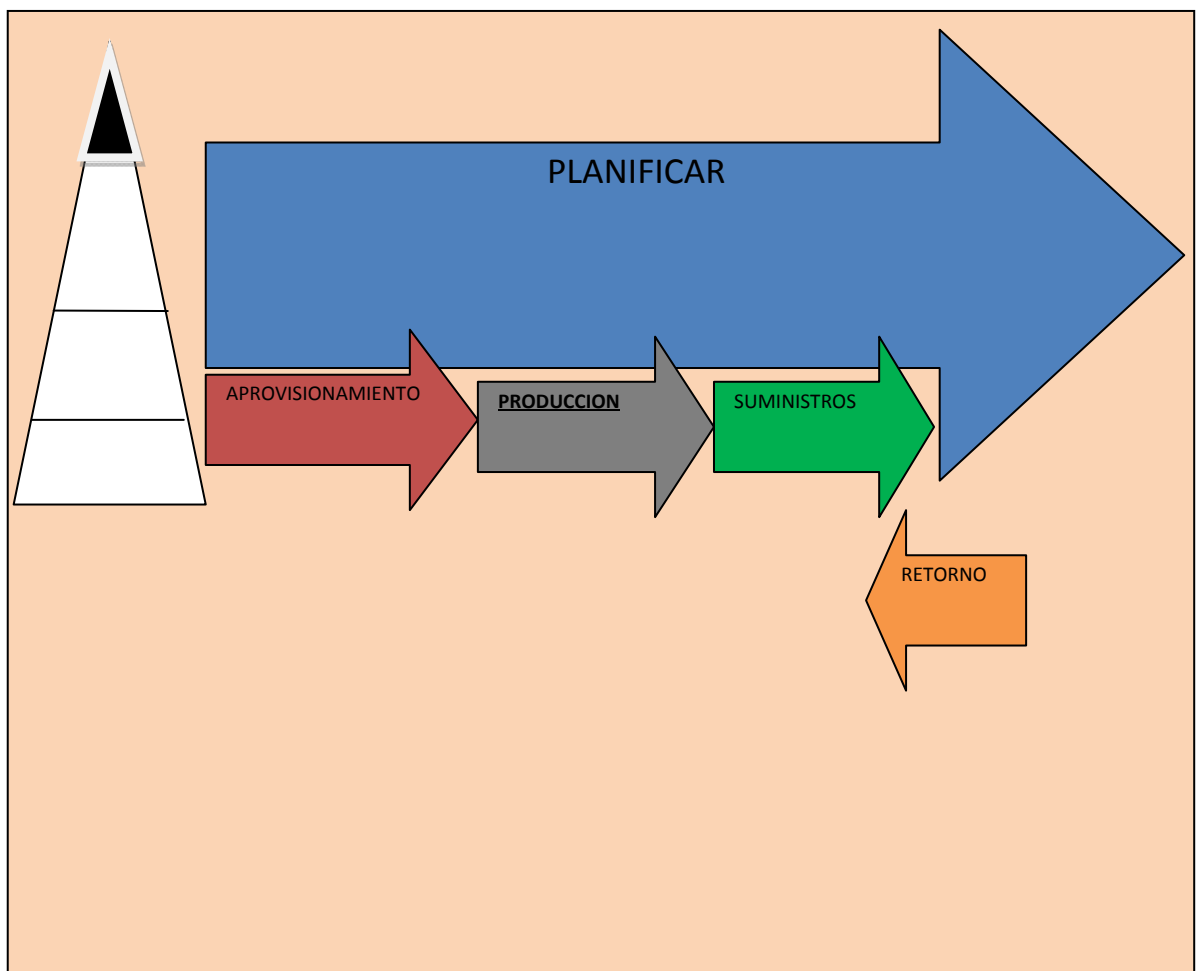 PLANIFICAR
APROVISIONAMIENTO
PRODUCCION
SUMINISTROS
RETORNO